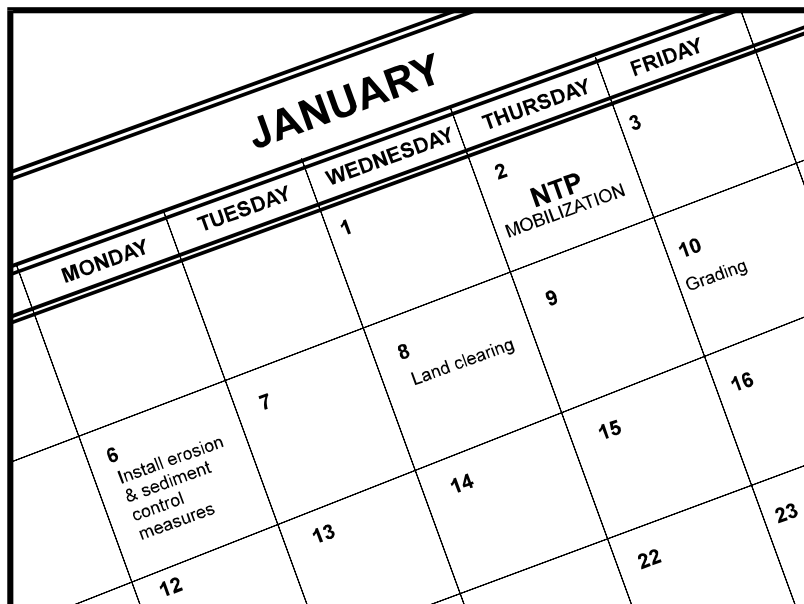 JANUARY
MONDAY TUESDAY WEDNESDAY THURSDAY FRIDAY
1
2
NTP
MOBILIZATION
3
6
Install erosion
& sediment
control
measures
7
8
Land clearing
9
10
Grading
12
13
14
15
16
22
23